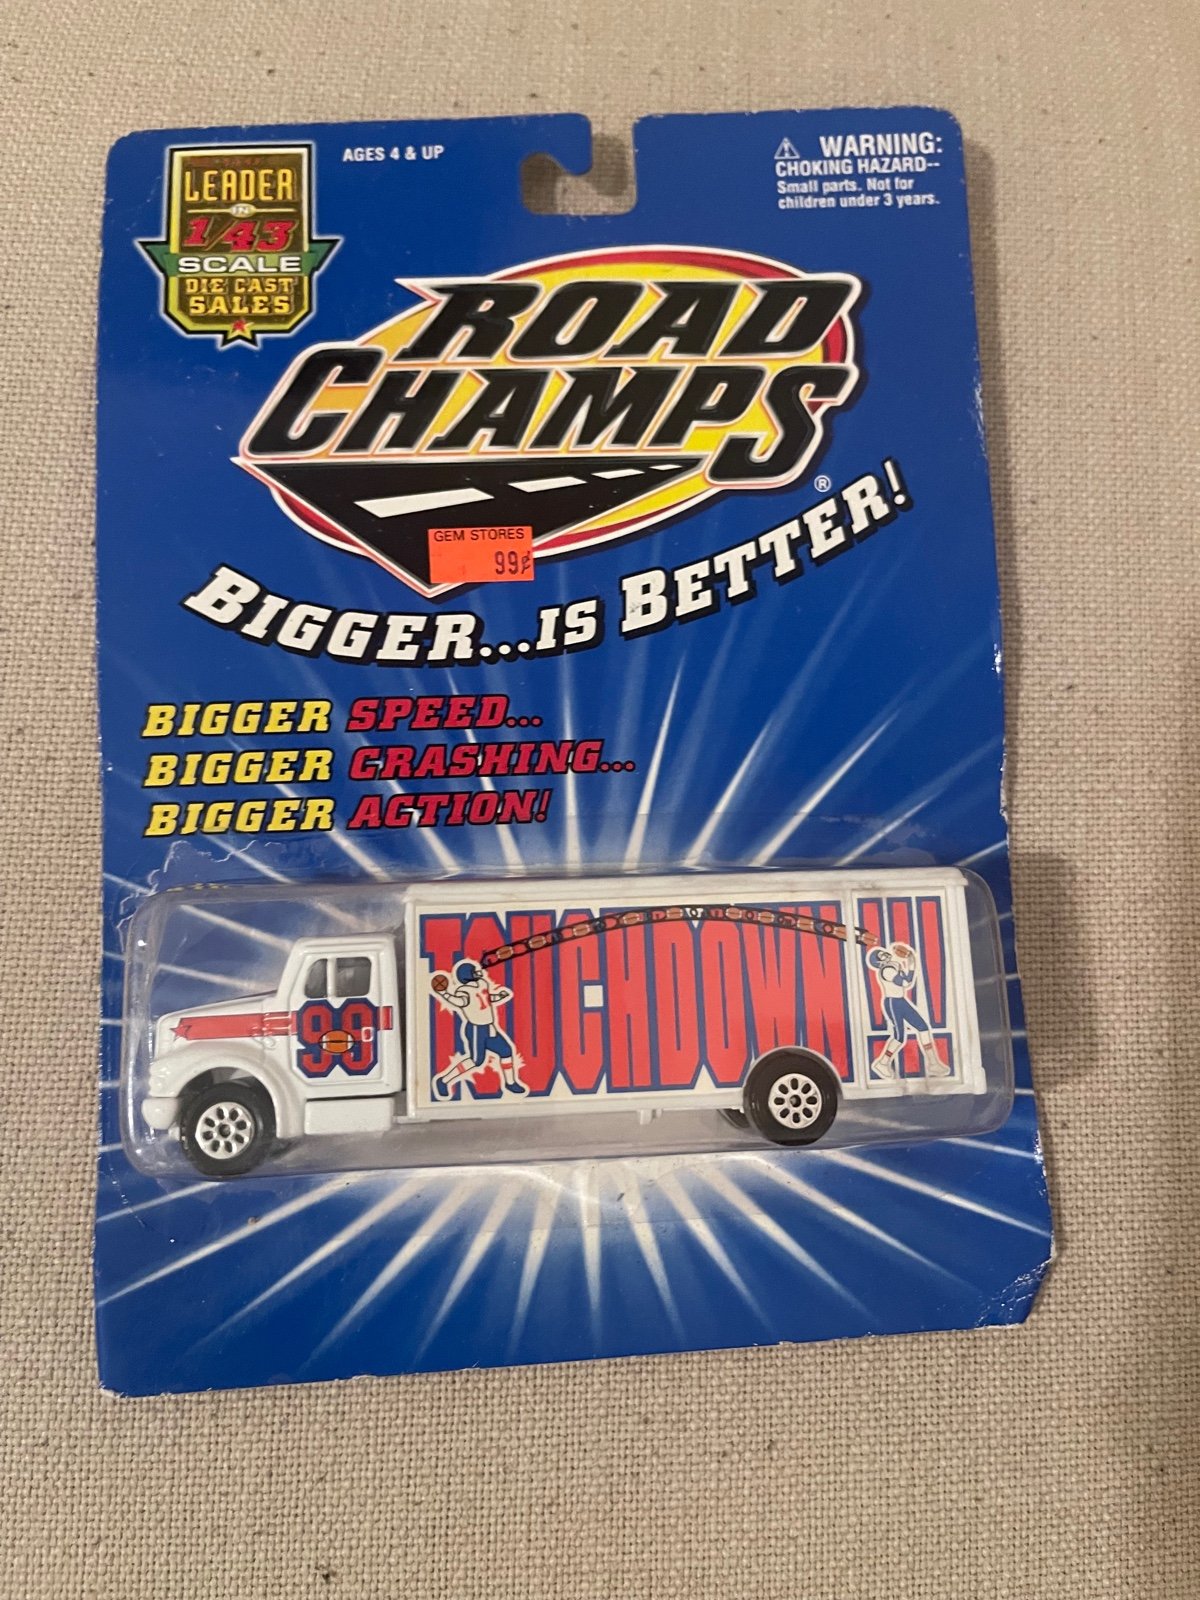 AGES 4 & UP
WARNING:
CHOKING HAZARD--
Small parts. Not for
children under 3 years.
LEADER
IN
1/43
SCALE
DIE CAST
SALES
ROAD
CHAMPS®
GEM STORES
99¢
BIGGER...IS BETTER!
BIGGER SPEED...
BIGGER CRASHING...
BIGGER ACTION!
TOUCHDOWN!!!
99